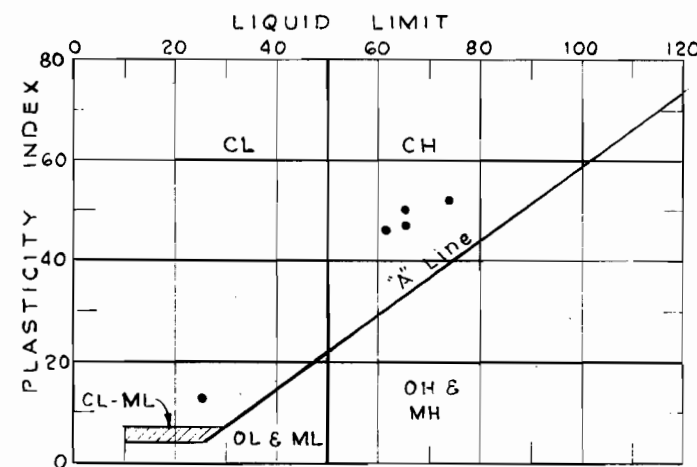 LIQUID LIMIT
0 20 40 60 80 100 120
PLASTICITY INDEX
80
60
40
20
0
CL
CH
"A" Line
CL-ML
OL & ML
OH &
MH